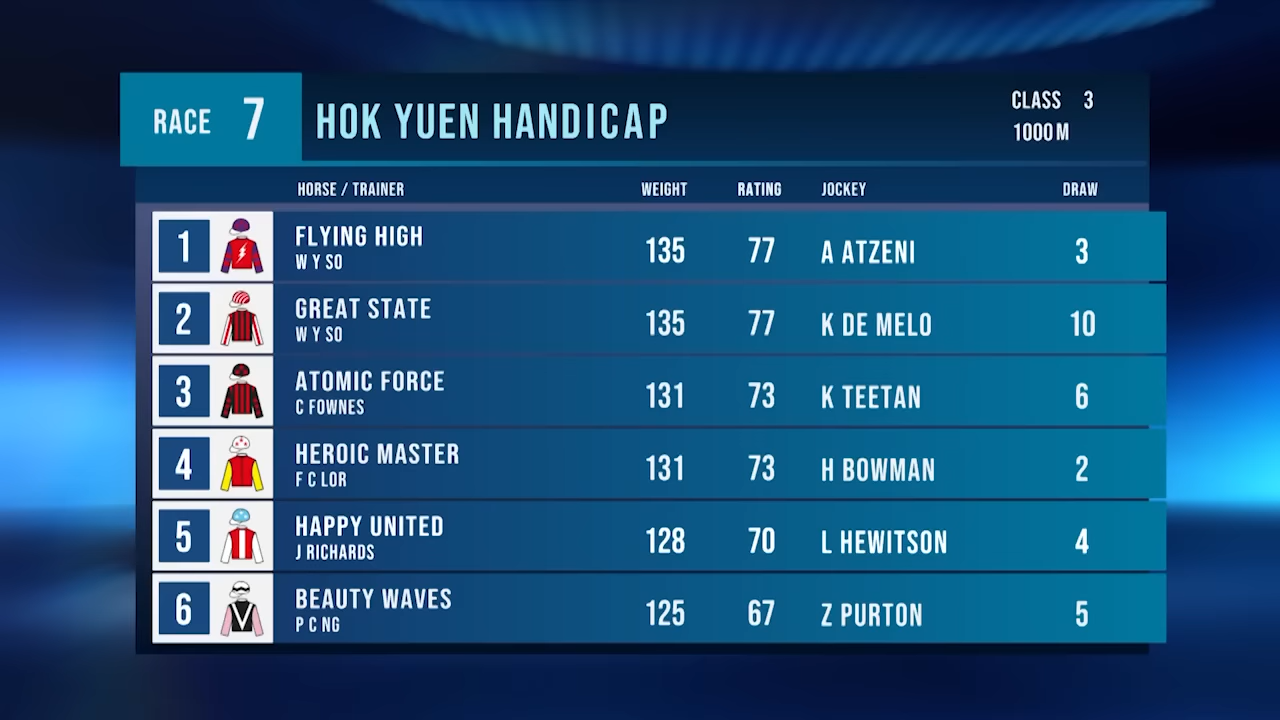 RACE 7 HOK YUEN HANDICAP
CLASS 3
1000M
HORSE / TRAINER WEIGHT RATING JOCKEY DRAW
1 FLYING HIGH 135 77 A ATZENI 3
W Y SO
2 GREAT STATE 135 77 K DE MELO 10
W Y SO
3 ATOMIC FORCE 131 73 K TEETAN 6
C FOWNES
4 HEROIC MASTER 131 73 H BOWMAN 2
F C LOR
5 HAPPY UNITED 128 70 L HEWITSON 4
J RICHARDS
6 BEAUTY WAVES 125 67 Z PURTON 5
P C NG